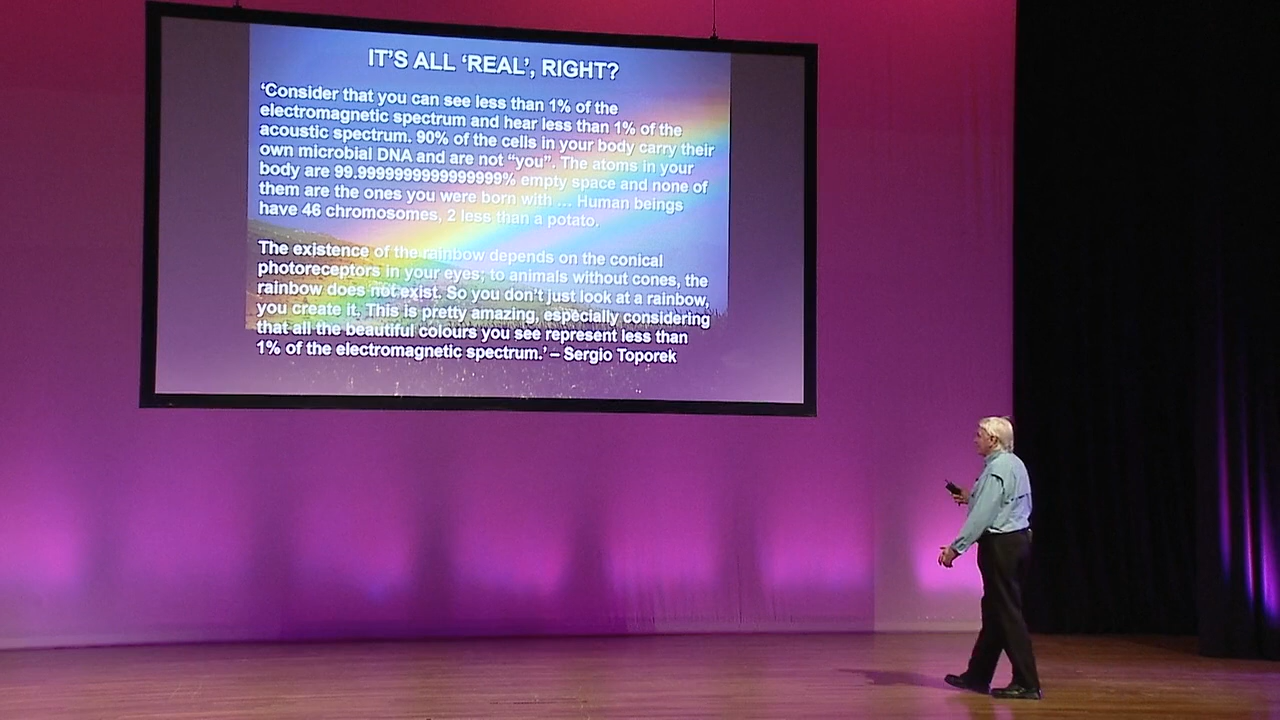 IT'S ALL 'REAL', RIGHT?
'Consider that you can see less than 1% of the
electromagnetic spectrum and hear less than 1% of the
acoustic spectrum. 90% of the cells in your body carry their
own microbial DNA and are not "you". The atoms in your
body are 99.9999999999999999% empty space and none of
them are the ones you were born with ... Human beings
have 46 chromosomes, 2 less than a potato.
The existence of the rainbow depends on the conical
photoreceptors in your eyes; to animals without cones, the
rainbow does not exist. So you don't just look at a rainbow,
you create it. This is pretty amazing, especially considering
that all the beautiful colours you see represent less than
1% of the electromagnetic spectrum.' – Sergio Toporek